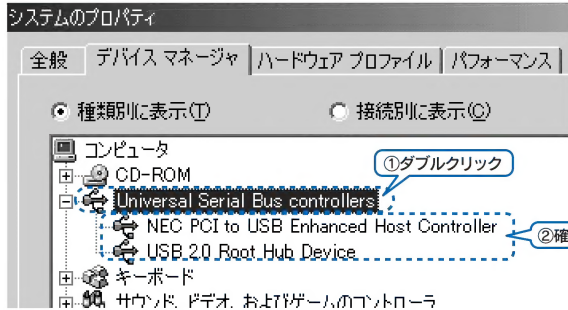 システムのプロパティ
全般 デバイス マネージャ ハードウェア プロファイル パフォーマンス
種類別に表示(T) 接続別に表示(C)
コンピュータ
①ダブルクリック
CD-ROM
Universal Serial Bus controllers
NEC PCI to USB Enhanced Host Controller
②確
USB 2.0 Root Hub Device
キーボード
サウンド、ビデオ、およびゲームのコントローラ